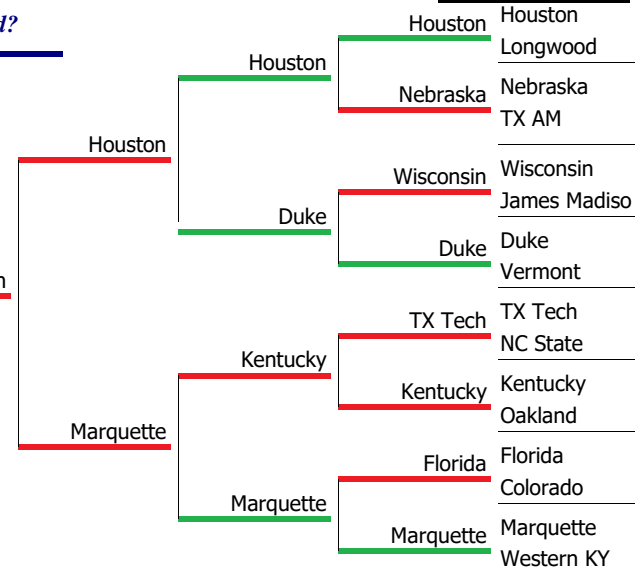 d?
Houston
Longwood
Nebraska
TX AM
Wisconsin
James Madiso
Duke
Vermont
TX Tech
NC State
Kentucky
Oakland
Florida
Colorado
Marquette
Western KY
Houston
Nebraska
Wisconsin
Duke
TX Tech
Kentucky
Florida
Marquette
Houston
Duke
Kentucky
Marquette
Houston
Marquette
n